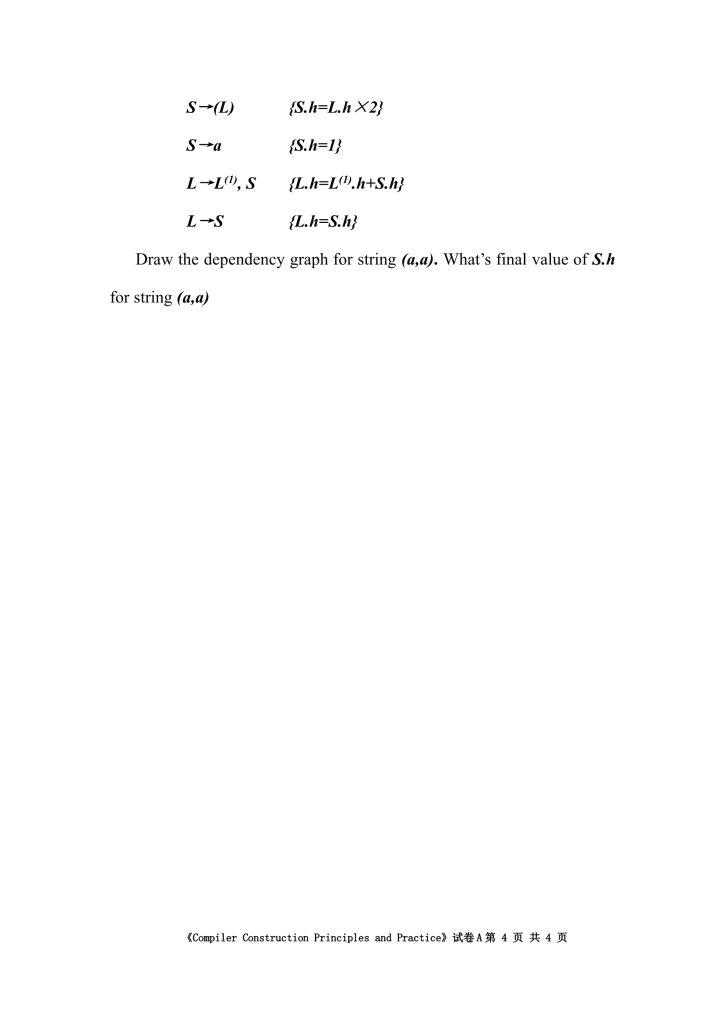 S→(L) {S.h=L.h×2}
S→a {S.h=1}
L→L(1), S {L.h=L(1).h+S.h}
L→S {L.h=S.h}
Draw the dependency graph for string (a,a). What’s final value of S.h
for string (a,a)
《Compiler Construction Principles and Practice》试卷A第 4 页 共 4 页